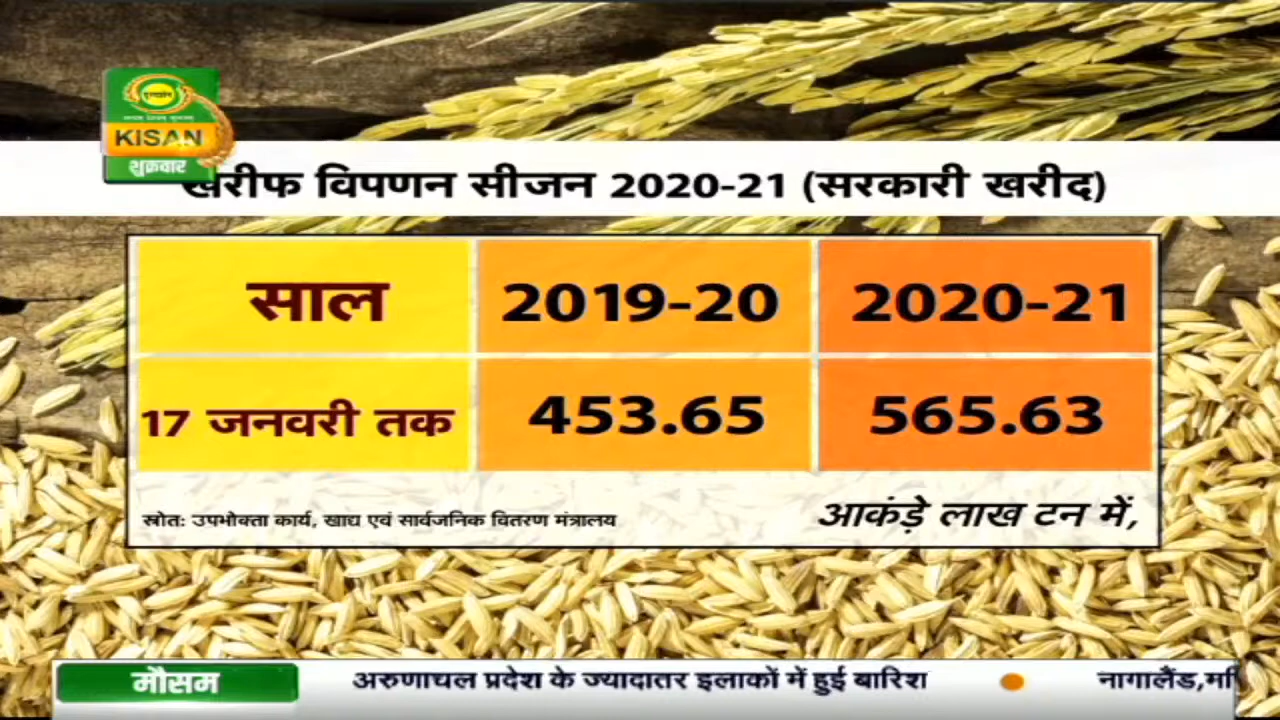 KISAN
शुक्रवार
खरीफ विपणन सीजन 2020-21 (सरकारी खरीद)
साल 2019-20 2020-21
17 जनवरी तक 453.65 565.63
स्रोत: उपभोक्ता कार्य, खाद्य एवं सार्वजनिक वितरण मंत्रालय
आकंड़े लाख टन में,
मौसम अरुणाचल प्रदेश के ज्यादातर इलाकों में हुई बारिश नागालैंड,